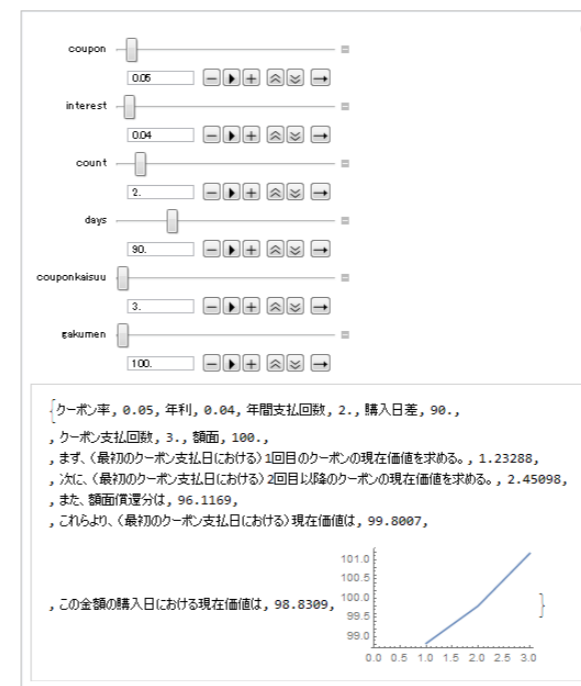 coupon
0.05
interest
0.04
count
2.
days
90.
couponkaisuu
3.
gakumen
100.
{クーポン率, 0.05, 年利, 0.04, 年間支払回数, 2., 購入日差, 90.,
, クーポン支払回数, 3., 額面, 100.,
, まず、（最初のクーポン支払日における）1回目のクーポンの現在価値を求める。, 1.23288,
, 次に、（最初のクーポン支払日における）2回目以降のクーポンの現在価値を求める。, 2.45098,
, また、額面償還分は, 96.1169,
, これらより、（最初のクーポン支払日における）現在価値は, 99.8007,
, この金額の購入日における現在価値は, 98.8309,
101.0
100.5
100.0
99.5
99.0
0.0 0.5 1.0 1.5 2.0 2.5 3.0
}